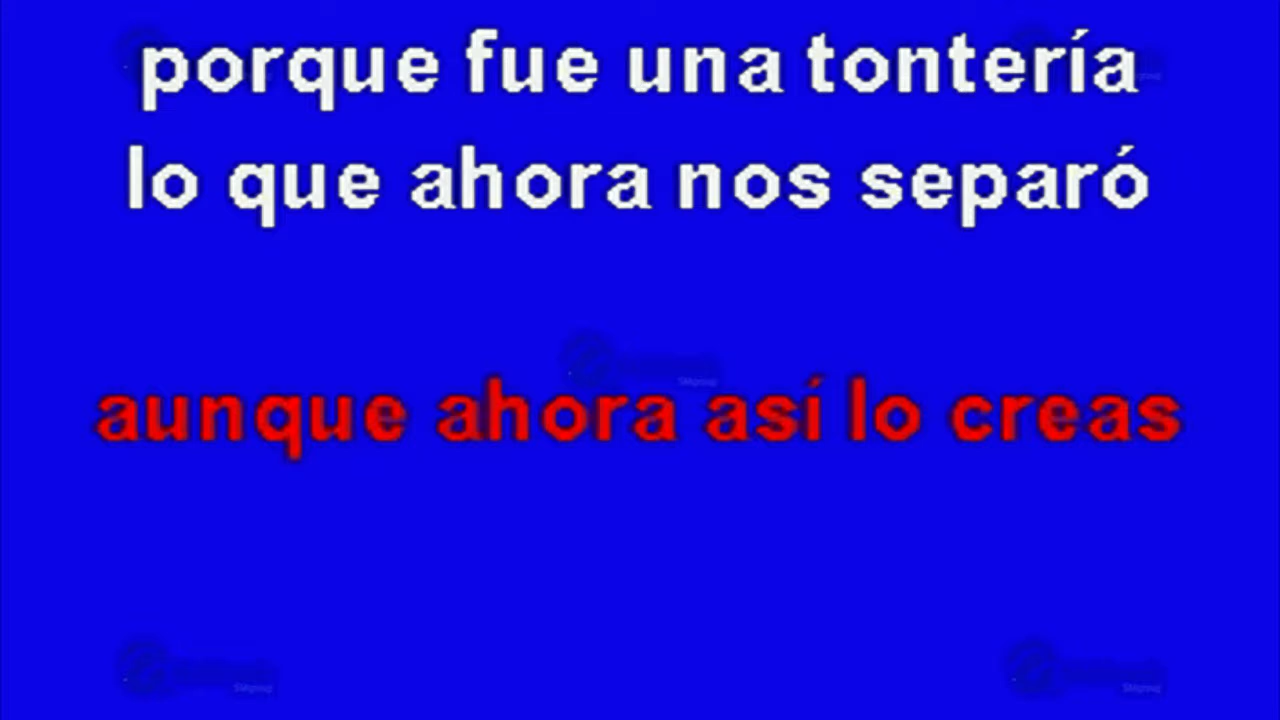 porque fue una tontería
lo que ahora nos separó
aunque ahora así lo creas